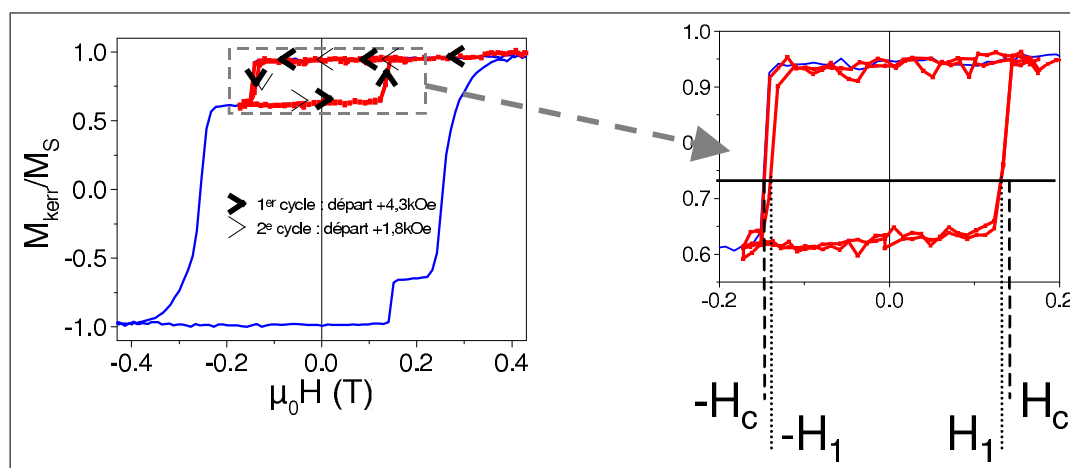 M_kerr/M_S
1.0
0.5
0.0
-0.5
-1.0
1er cycle : départ +4,3kOe
2e cycle : départ +1,8kOe
-0.4
-0.2
0.0
0.2
0.4
μ0H (T)
1.0
0.9
0.7
0.6
-0.2
0.0
0.2
-Hc
-H1
H1
Hc